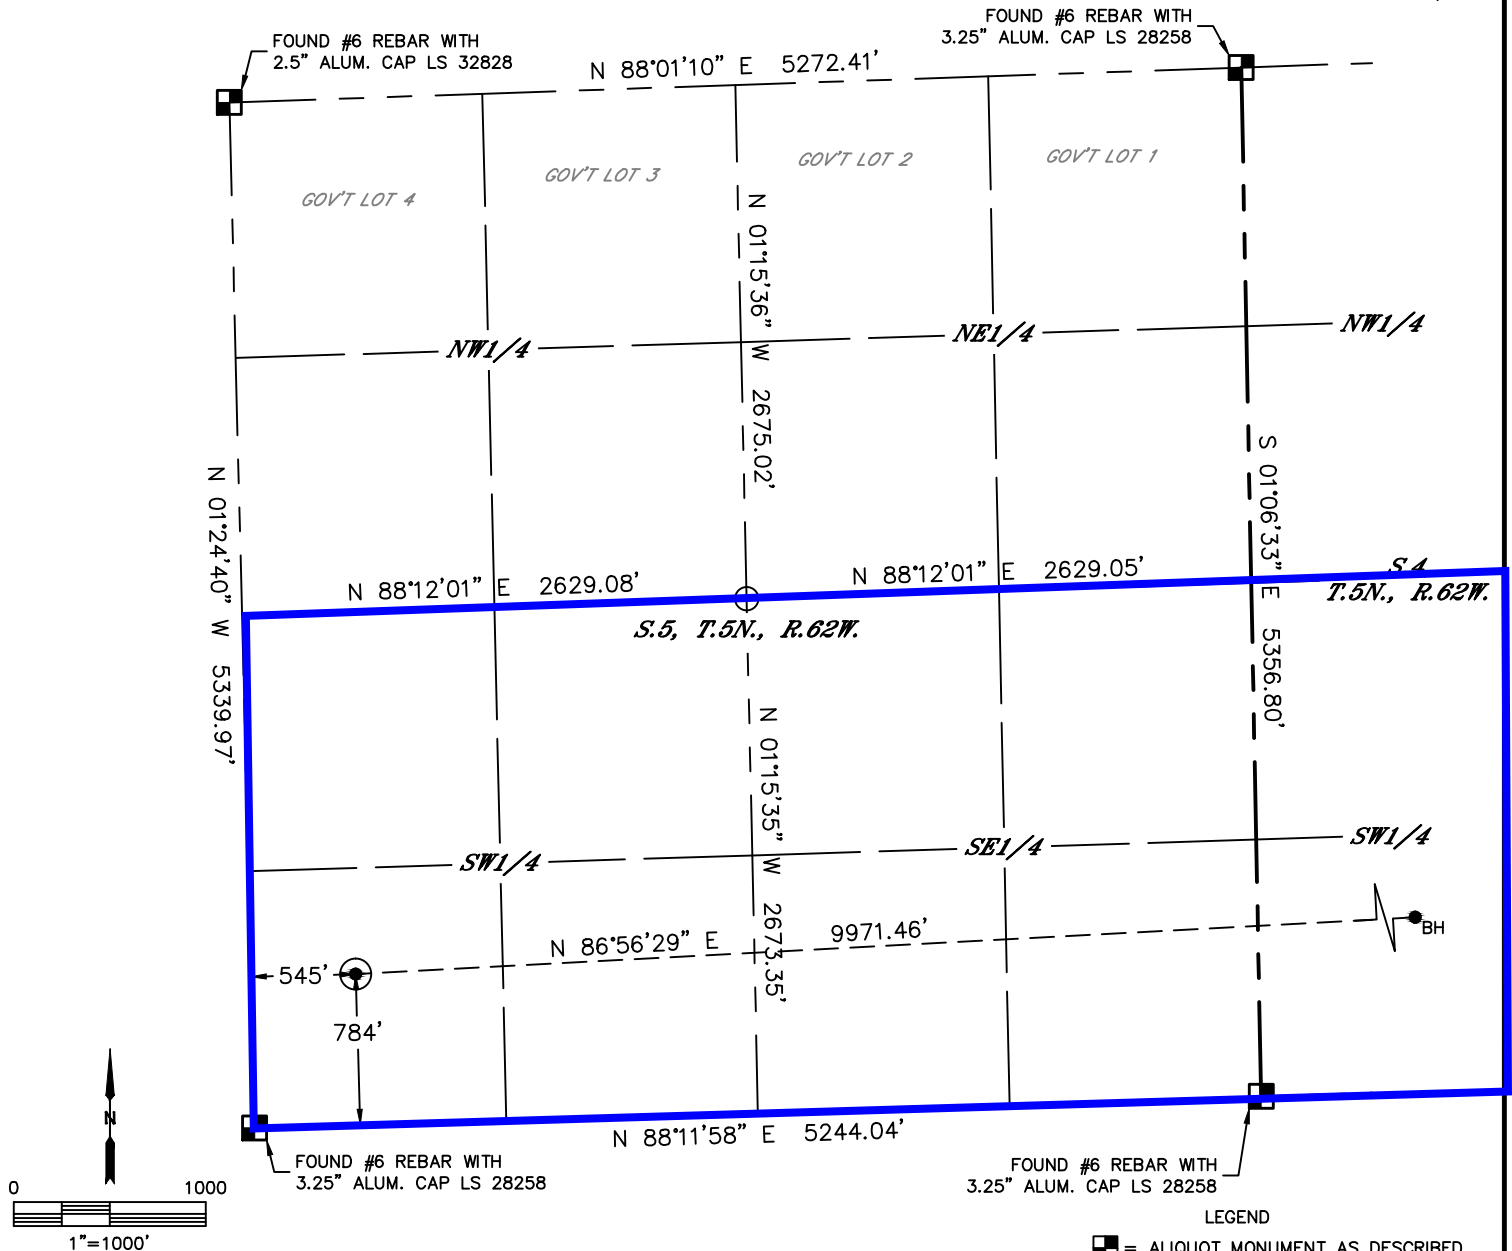 FOUND #6 REBAR WITH
3.25" ALUM. CAP LS 28258
FOUND #6 REBAR WITH
2.5" ALUM. CAP LS 32828
N 88°01'10" E 5272.41'
GOV'T LOT 4
GOV'T LOT 3
GOV'T LOT 2
GOV'T LOT 1
N 01°15'36" W 2675.02'
NW1/4
NE1/4
NW1/4
N 01°24'40" W 5339.97'
S 01°06'33" E 5356.80'
N 88°12'01" E 2629.08'
N 88°12'01" E 2629.05'
S.4
T.5N., R.62W.
S.5, T.5N., R.62W.
N 01°15'35" W 2673.35'
SW1/4
SE1/4
SW1/4
N 86°56'29" E 9971.46'
BH
545'
784'
N
N 88°11'58" E 5244.04'
FOUND #6 REBAR WITH
3.25" ALUM. CAP LS 28258
FOUND #6 REBAR WITH
3.25" ALUM. CAP LS 28258
0 1000
1"=1000'
LEGEND
= ALIQUOT MONUMENT AS DESCRIBED